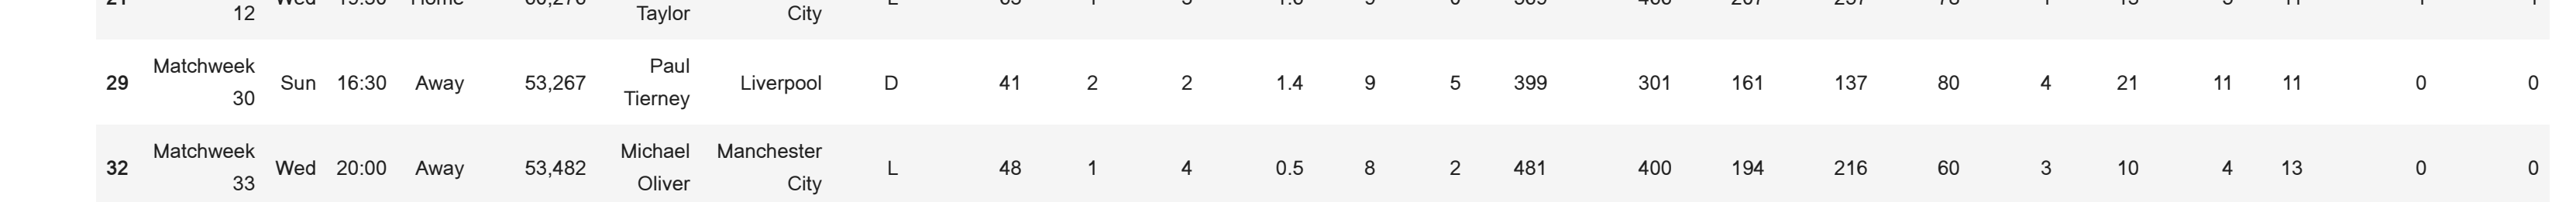 12 Taylor City
29 Matchweek 30 Sun 16:30 Away 53,267 Paul Tierney Liverpool D 41 2 2 1.4 9 5 399 301 161 137 80 4 21 11 11 0 0
32 Matchweek 33 Wed 20:00 Away 53,482 Michael Oliver Manchester City L 48 1 4 0.5 8 2 481 400 194 216 60 3 10 4 13 0 0